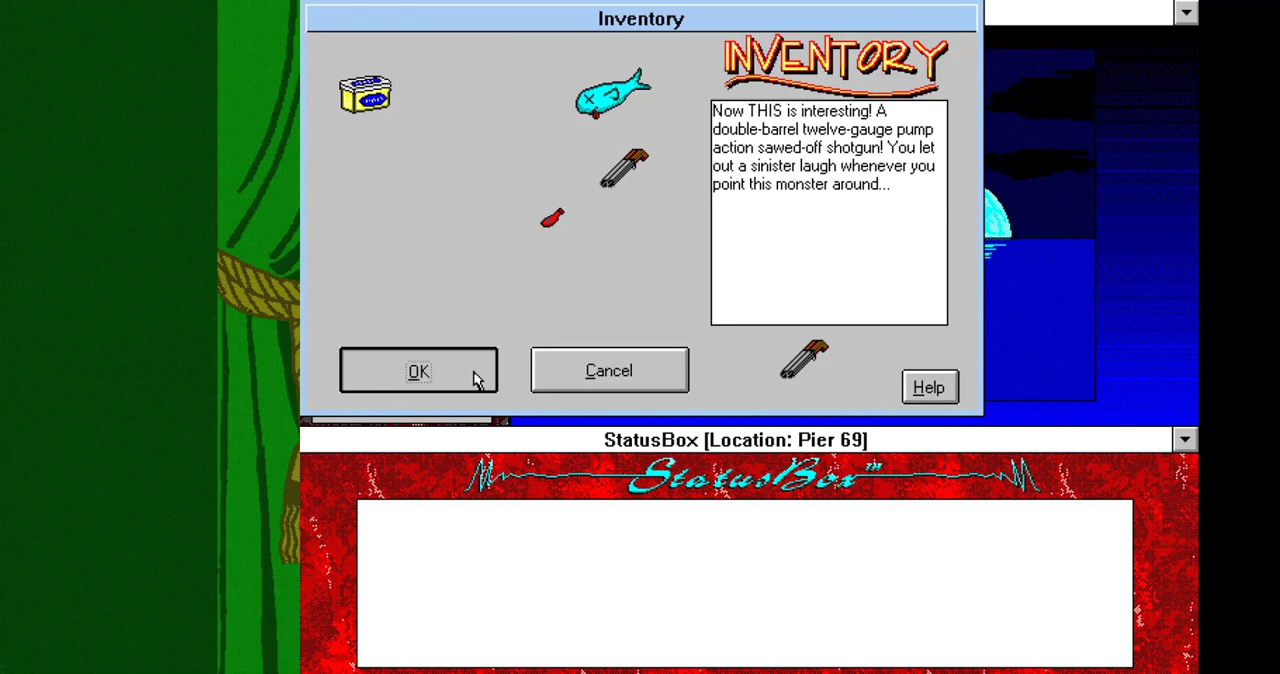 Inventory
INVENTORY
Now THIS is interesting! A
double-barrel twelve-gauge pump
action sawed-off shotgun! You let
out a sinister laugh whenever you
point this monster around...
OK
Cancel
Help
StatusBox [Location: Pier 69]
StatusBox™